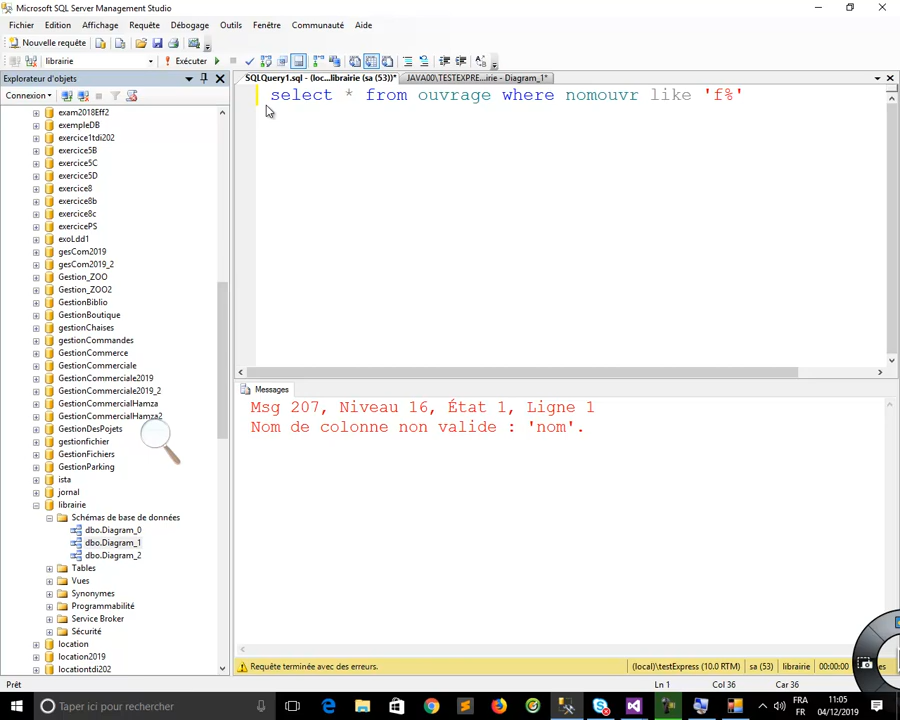 Microsoft SQL Server Management Studio
Fichier Edition Affichage Requête Débogage Outils Fenêtre Communauté Aide
Nouvelle requête
librairie Exécuter
Explorateur d'objets
SQLQuery1.sql - (loc...librairie (sa (53))* JAVA00\TESTEXPRE...irie - Diagram_1*
Connexion
select * from ouvrage where nomouvr like 'f%'
exam2018Eff2
exempleDB
exercice1tdi202
exercice5B
exercice5C
exercice5D
exercice8
exercice8b
exercice8c
exercicePS
exoLdd1
gesCom2019
gesCom2019_2
Gestion_ZOO
Gestion_ZOO2
GestionBiblio
GestionBoutique
gestionChaises
gestionCommandes
GestionCommerce
GestionCommerciale
GestionCommerciale2019
GestionCommerciale2019_2
GestionCommercialHamza
GestionCommercialHamza2
GestionDesPojets
gestionfichier
GestionFichiers
GestionParking
ista
jornal
librairie
Schémas de base de données
dbo.Diagram_0
dbo.Diagram_1
dbo.Diagram_2
Tables
Vues
Synonymes
Programmabilité
Service Broker
Sécurité
location
location2019
locationtdi202
Messages
Msg 207, Niveau 16, État 1, Ligne 1
Nom de colonne non valide : 'nom'.
Requête terminée avec des erreurs. (local)\testExpress (10.0 RTM) sa (53) librairie 00:00:00
Prêt Ln 1 Col 36 Car 36
Taper ici pour rechercher
FRA
FR
11:05
04/12/2019